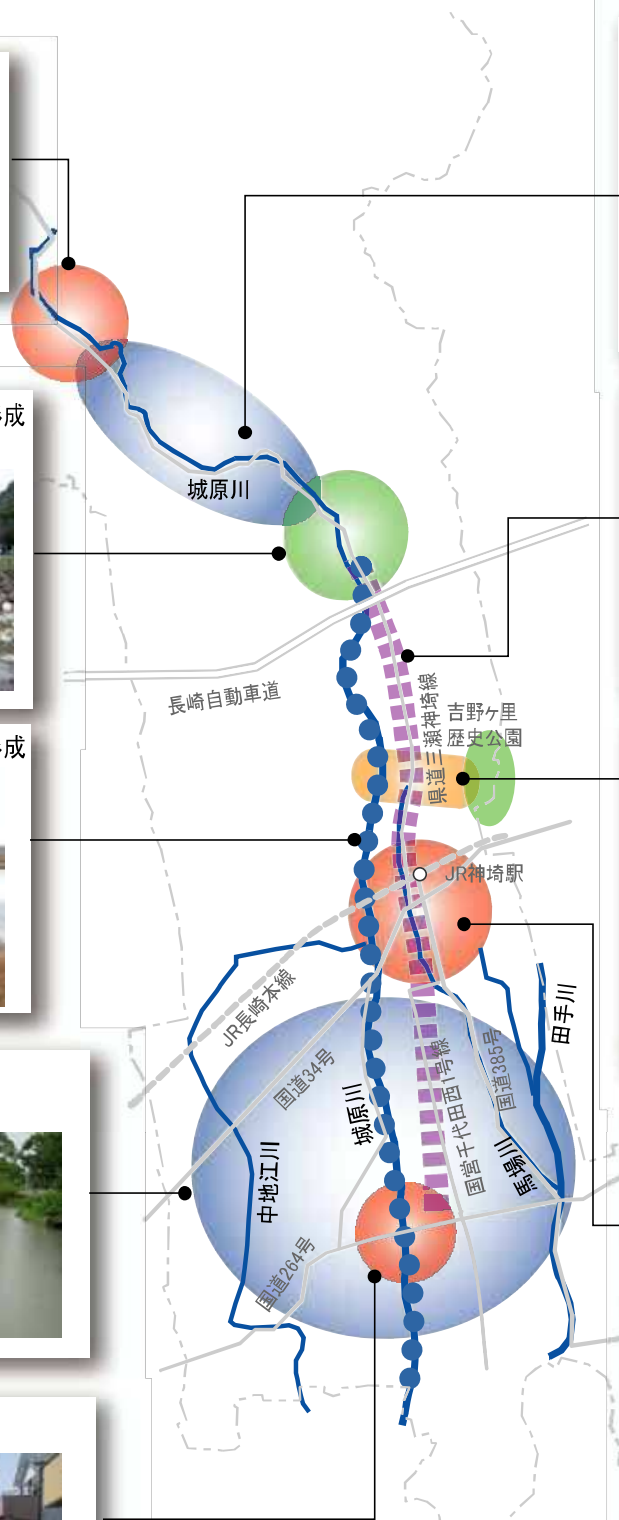 成
城原川
長崎自動車道
県道三瀬神埼線
吉野ヶ里
歴史公園
成
JR神埼駅
JR長崎本線
国道34号
田手川
国道385号
城原川
国営千代田西1号線
馬場川
中地江川
国道264号